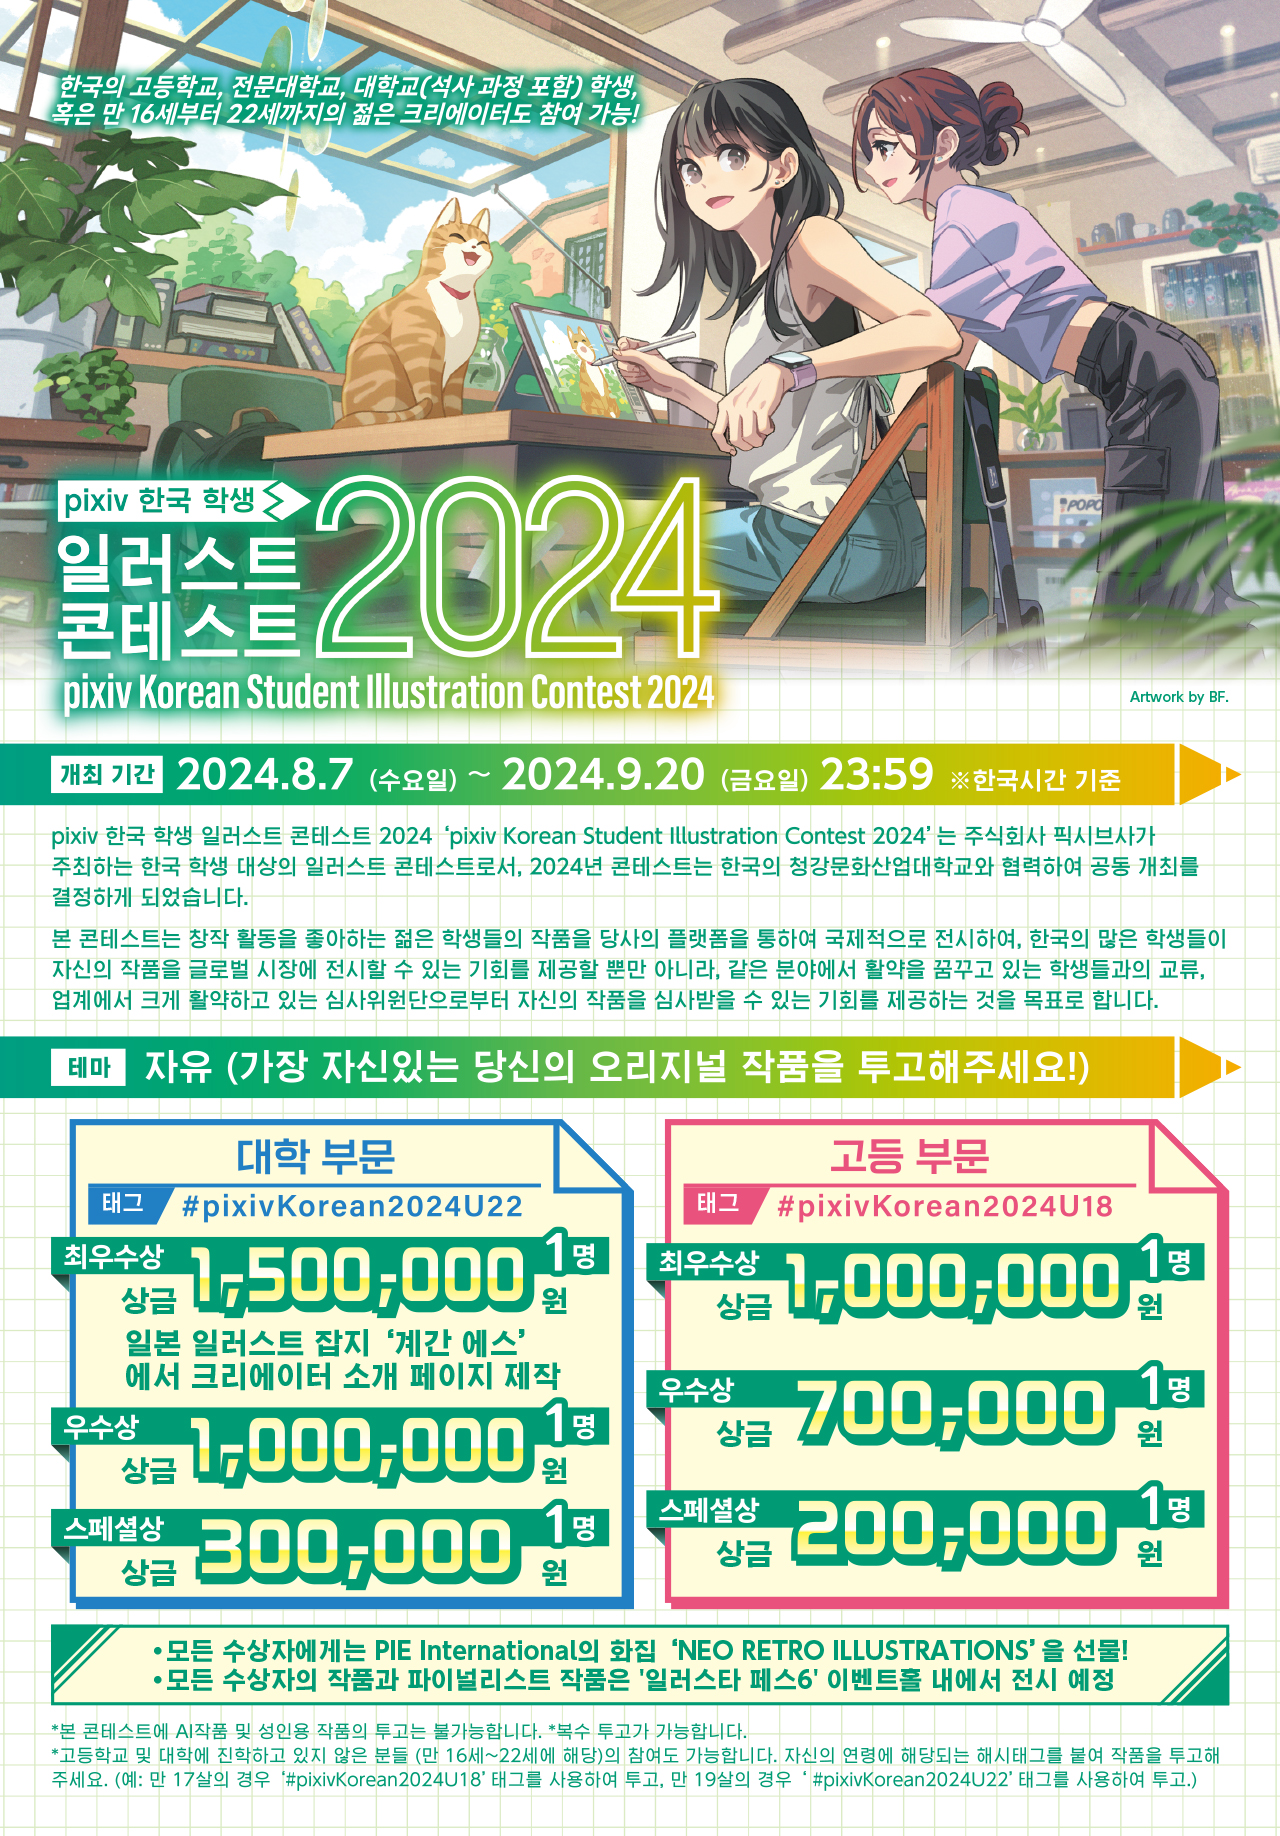 한국의 고등학교, 전문대학교, 대학교(석사 과정 포함) 학생,
혹은 만 16세부터 22세까지의 젊은 크리에이터도 참여 가능!
POPO
pixiv 한국 학생
일러스트
콘테스트
2024
pixiv Korean Student Illustration Contest 2024
Artwork by BF.
개최 기간 2024.8.7 (수요일) ~ 2024.9.20 (금요일) 23:59 ※한국시간 기준
pixiv 한국 학생 일러스트 콘테스트 2024 ‘pixiv Korean Student Illustration Contest 2024’는 주식회사 픽시브사가
주최하는 한국 학생 대상의 일러스트 콘테스트로서, 2024년 콘테스트는 한국의 청강문화산업대학교와 협력하여 공동 개최를
결정하게 되었습니다.
본 콘테스트는 창작 활동을 좋아하는 젊은 학생들의 작품을 당사의 플랫폼을 통하여 국제적으로 전시하여, 한국의 많은 학생들이
자신의 작품을 글로벌 시장에 전시할 수 있는 기회를 제공할 뿐만 아니라, 같은 분야에서 활약을 꿈꾸고 있는 학생들과의 교류,
업계에서 크게 활약하고 있는 심사위원단으로부터 자신의 작품을 심사받을 수 있는 기회를 제공하는 것을 목표로 합니다.
테마 자유 (가장 자신있는 당신의 오리지널 작품을 투고해주세요!)
대학 부문
태그 #pixivKorean2024U22
최우수상 1명
상금 1,500,000 원
일본 일러스트 잡지 ‘계간 에스’
에서 크리에이터 소개 페이지 제작
우수상 1명
상금 1,000,000 원
스페셜상 1명
상금 300,000 원
고등 부문
태그 #pixivKorean2024U18
최우수상 1명
상금 1,000,000 원
우수상 1명
상금 700,000 원
스페셜상 1명
상금 200,000 원
•모든 수상자에게는 PIE International의 화집 ‘NEO RETRO ILLUSTRATIONS’을 선물!
•모든 수상자의 작품과 파이널리스트 작품은 '일러스타 페스6' 이벤트홀 내에서 전시 예정
*본 콘테스트에 AI작품 및 성인용 작품의 투고는 불가능합니다. *복수 투고가 가능합니다.
*고등학교 및 대학에 진학하고 있지 않은 분들 (만 16세~22세에 해당)의 참여도 가능합니다. 자신의 연령에 해당되는 해시태그를 붙여 작품을 투고해
주세요. (예: 만 17살의 경우 ‘#pixivKorean2024U18’태그를 사용하여 투고, 만 19살의 경우 ‘ #pixivKorean2024U22’태그를 사용하여 투고.)